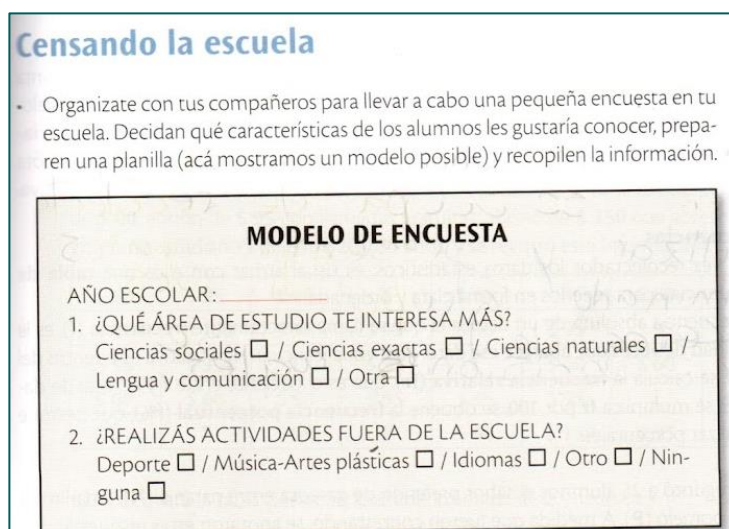 Censando la escuela
• Organizate con tus compañeros para llevar a cabo una pequeña encuesta en tu
escuela. Decidan qué características de los alumnos les gustaría conocer, prepa-
ren una planilla (acá mostramos un modelo posible) y recopilen la información.
MODELO DE ENCUESTA
AÑO ESCOLAR:
1. ¿QUÉ ÁREA DE ESTUDIO TE INTERESA MÁS?
Ciencias sociales □ / Ciencias exactas □ / Ciencias naturales □ /
Lengua y comunicación □ / Otra □
2. ¿REALIZÁS ACTIVIDADES FUERA DE LA ESCUELA?
Deporte □ / Música-Artes plásticas □ / Idiomas □ / Otro □ / Nin-
guna □